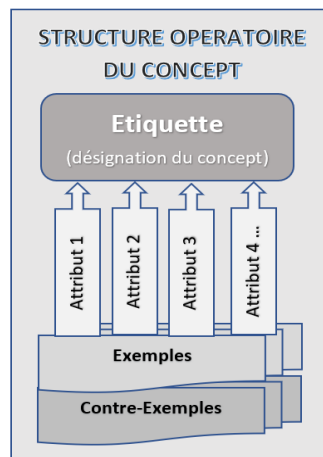 STRUCTURE OPERATOIRE
DU CONCEPT
Etiquette
(désignation du concept)
Attribut 1
Attribut 2
Attribut 3
Attribut 4 ...
Exemples
Contre-Exemples